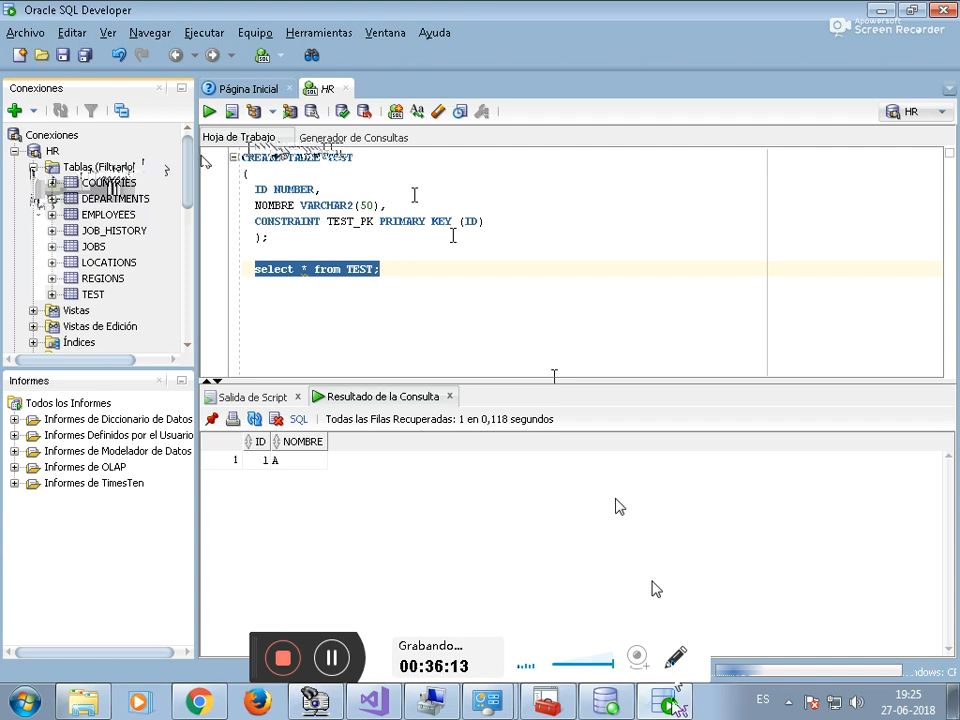 Oracle SQL Developer
Archivo Editar Ver Navegar Ejecutar Equipo Herramientas Ventana Ayuda
Apowersoft
Screen Recorder
Conexiones
Página Inicial
HR
HR
Hoja de Trabajo
Generador de Consultas
Conexiones
HR
Tablas (Filtrado)
COUNTRIES
DEPARTMENTS
EMPLOYEES
JOB_HISTORY
JOBS
LOCATIONS
REGIONS
TEST
Vistas
Vistas de Edición
Índices
CREATE TABLE TEST
(
ID NUMBER,
NOMBRE VARCHAR2(50),
CONSTRAINT TEST_PK PRIMARY KEY (ID)
);
select * from TEST;
Informes
Todos los Informes
Informes de Diccionario de Datos
Informes Definidos por el Usuario
Informes de Modelador de Datos
Informes de OLAP
Informes de TimesTen
Salida de Script
Resultado de la Consulta
SQL
Todas las Filas Recuperadas: 1 en 0,118 segundos
ID NOMBRE
1 1 A
Grabando...
00:36:13
ES
19:25
27-06-2018